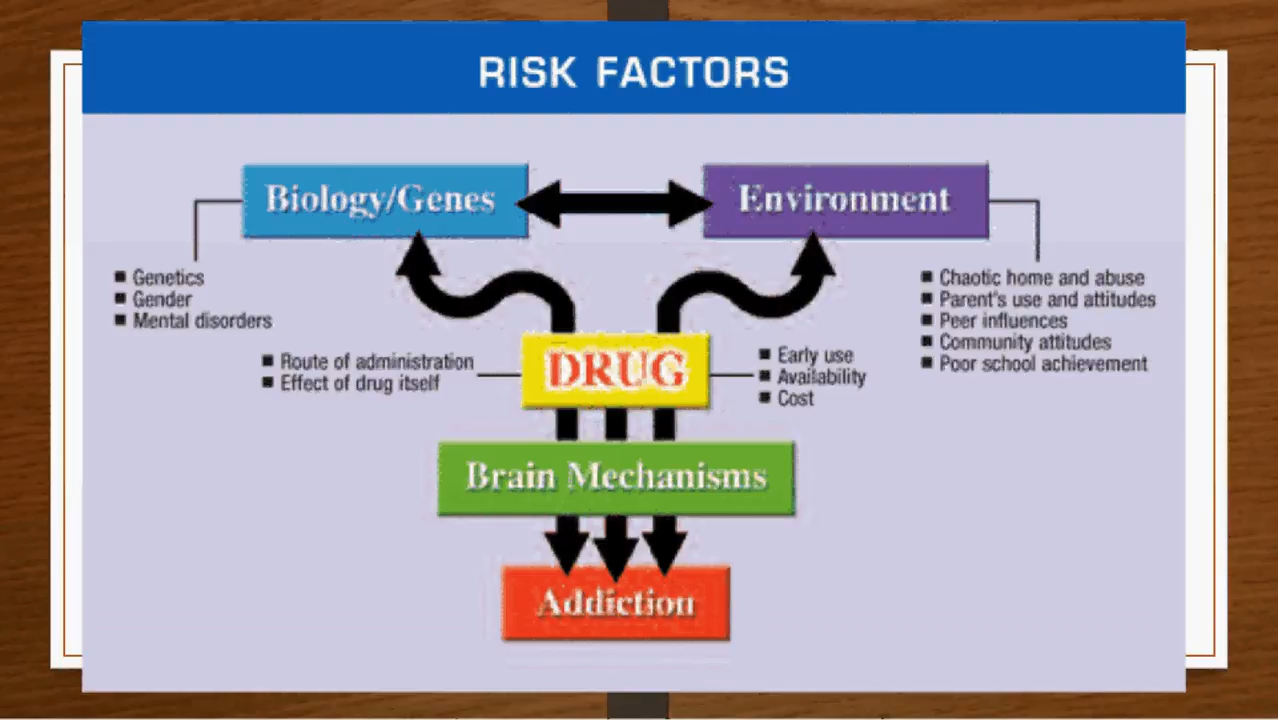 RISK FACTORS
Biology/Genes
Environment
■ Genetics
■ Gender
■ Mental disorders
■ Chaotic home and abuse
■ Parent's use and attitudes
■ Peer influences
■ Community attitudes
■ Poor school achievement
■ Route of administration
■ Effect of drug itself
DRUG
■ Early use
■ Availability
■ Cost
Brain Mechanisms
Addiction